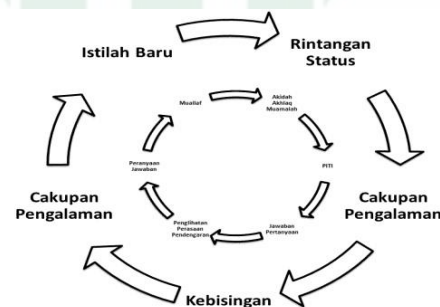 Istilah Baru
Rintangan
Status
Muallaf
Akidah
Akhlaq
Muamalah
Peranyaan
Jawaban
PITI
Cakupan
Pengalaman
Cakupan
Pengalaman
Penglihatan
Perasaan
Pendengaran
Jawaban
Pertanyaan
Kebisingan